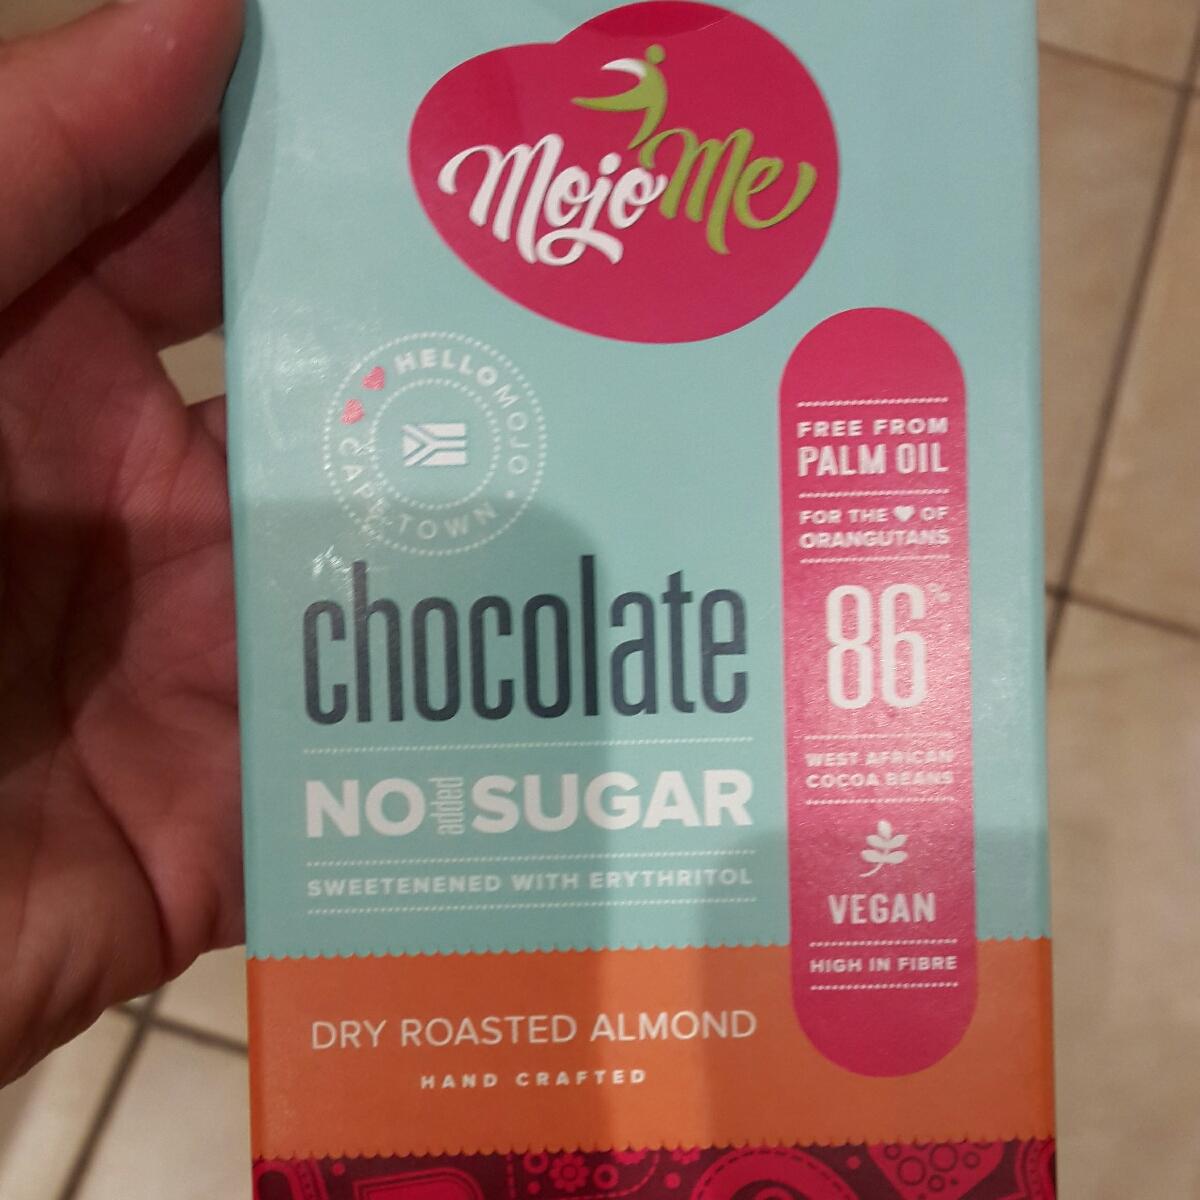 MojoMe
HELLOMOJO
CAPE TOWN
FREE FROM
PALM OIL
FOR THE ♥ OF
ORANGUTANS
86%
WEST AFRICAN
COCOA BEANS
VEGAN
HIGH IN FIBRE
chocolate
NO added SUGAR
SWEETENENED WITH ERYTHRITOL
DRY ROASTED ALMOND
HAND CRAFTED